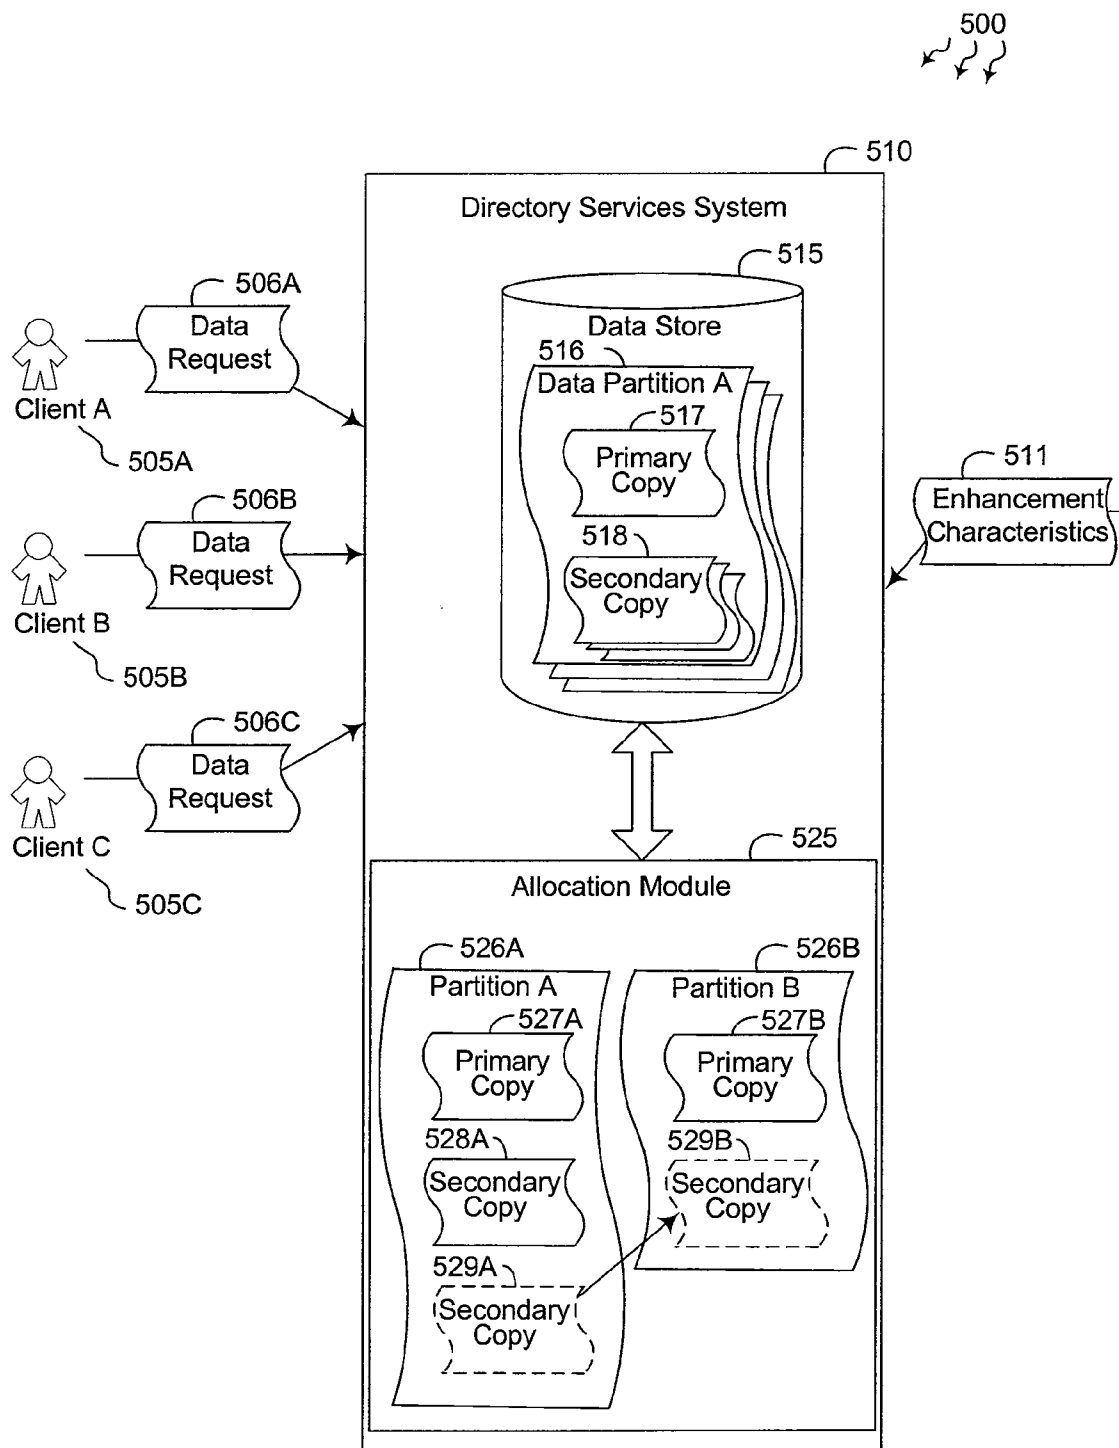 500
510
Directory Services System
515
Data Store
516
Data Partition A
517
Primary
Copy
518
Secondary
Copy
506A
Data
Request
Client A
505A
506B
Data
Request
Client B
505B
506C
Data
Request
Client C
505C
511
Enhancement
Characteristics
525
Allocation Module
526A
Partition A
527A
Primary
Copy
528A
Secondary
Copy
529A
Secondary
Copy
526B
Partition B
527B
Primary
Copy
529B
Secondary
Copy